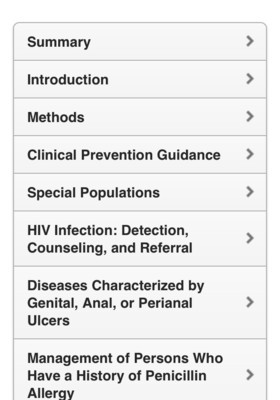 Summary
Introduction
Methods
Clinical Prevention Guidance
Special Populations
HIV Infection: Detection,
Counseling, and Referral
Diseases Characterized by
Genital, Anal, or Perianal
Ulcers
Management of Persons Who
Have a History of Penicillin
Allergy